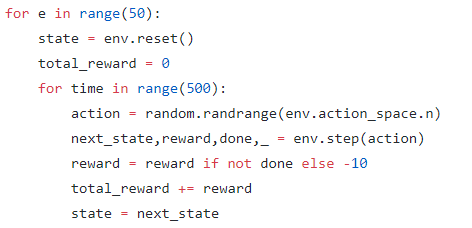 for e in range(50):
    state = env.reset()
    total_reward = 0
    for time in range(500):
        action = random.randrange(env.action_space.n)
        next_state,reward,done,_ = env.step(action)
        reward = reward if not done else -10
        total_reward += reward
        state = next_state